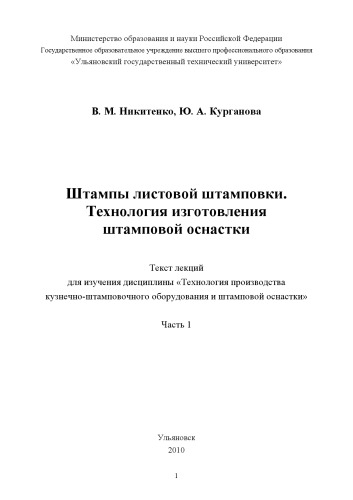 Министерство образования и науки Российской Федерации
Государственное образовательное учреждение высшего профессионального образования
«Ульяновский государственный технический университет»
В. М. Никитенко, Ю. А. Курганова
Штампы листовой штамповки.
Технология изготовления
штамповой оснастки
Текст лекций
для изучения дисциплины «Технология производства
кузнечно-штамповочного оборудования и штамповой оснастки»
Часть 1
Ульяновск
2010
1